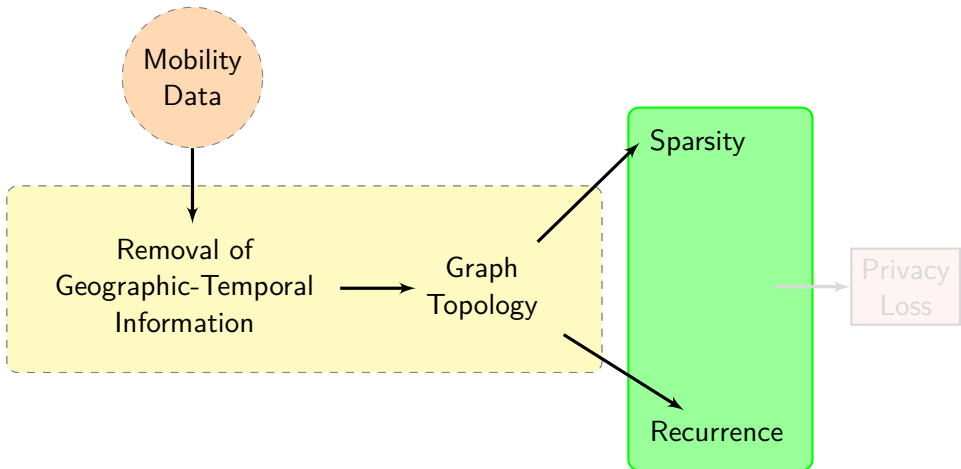 Mobility
Data
Removal of
Geographic-Temporal
Information
Graph
Topology
Sparsity
Recurrence
Privacy
Loss